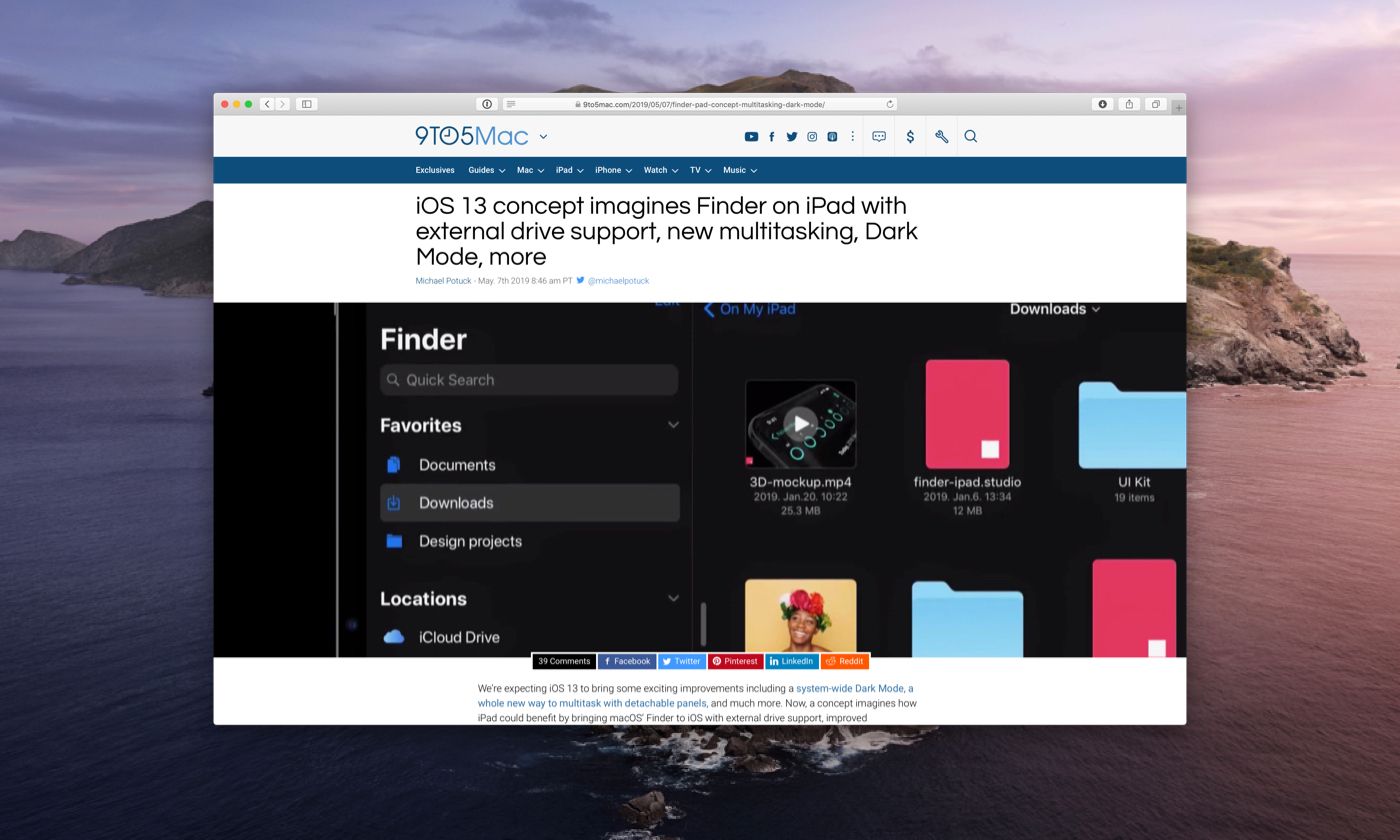 9to5mac.com/2019/05/07/finder-pad-concept-multitasking-dark-mode/
9TO5Mac
Exclusives Guides Mac iPad iPhone Watch TV Music
iOS 13 concept imagines Finder on iPad with
external drive support, new multitasking, Dark
Mode, more
Michael Potuck - May. 7th 2019 8:46 am PT @michaelpotuck
Edit
Finder
Quick Search
Favorites
Documents
Downloads
Design projects
Locations
iCloud Drive
On My iPad
Downloads
3D-mockup.mp4
2019. Jan.20. 10:22
25.3 MB
finder-ipad.studio
2019. Jan.6. 13:34
12 MB
UI Kit
19 items
39 Comments Facebook Twitter Pinterest LinkedIn Reddit
We're expecting iOS 13 to bring some exciting improvements including a system-wide Dark Mode, a
whole new way to multitask with detachable panels, and much more. Now, a concept imagines how
iPad could benefit by bringing macOS' Finder to iOS with external drive support, improved